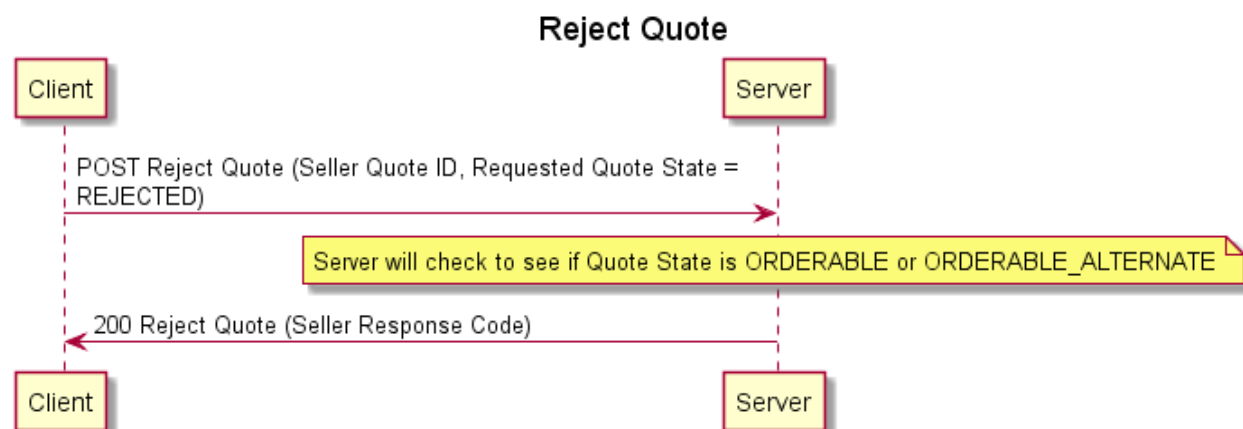 Reject Quote
Client
Server
POST Reject Quote (Seller Quote ID, Requested Quote State =
REJECTED)
Server will check to see if Quote State is ORDERABLE or ORDERABLE_ALTERNATE
200 Reject Quote (Seller Response Code)
Client
Server